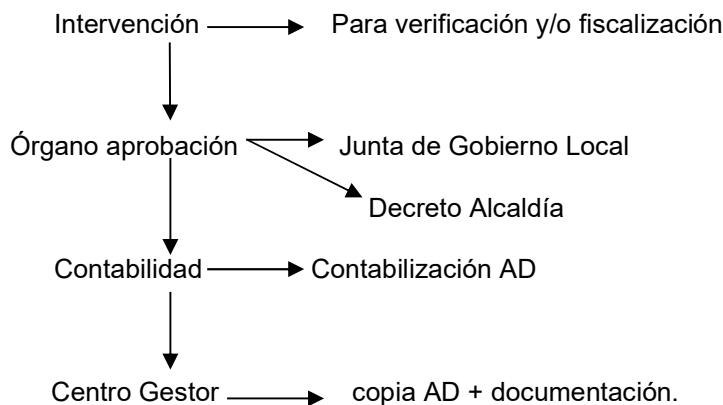 Intervención Para verificación y/o fiscalización
Órgano aprobación Junta de Gobierno Local
Decreto Alcaldía
Contabilidad Contabilización AD
Centro Gestor copia AD + documentación.